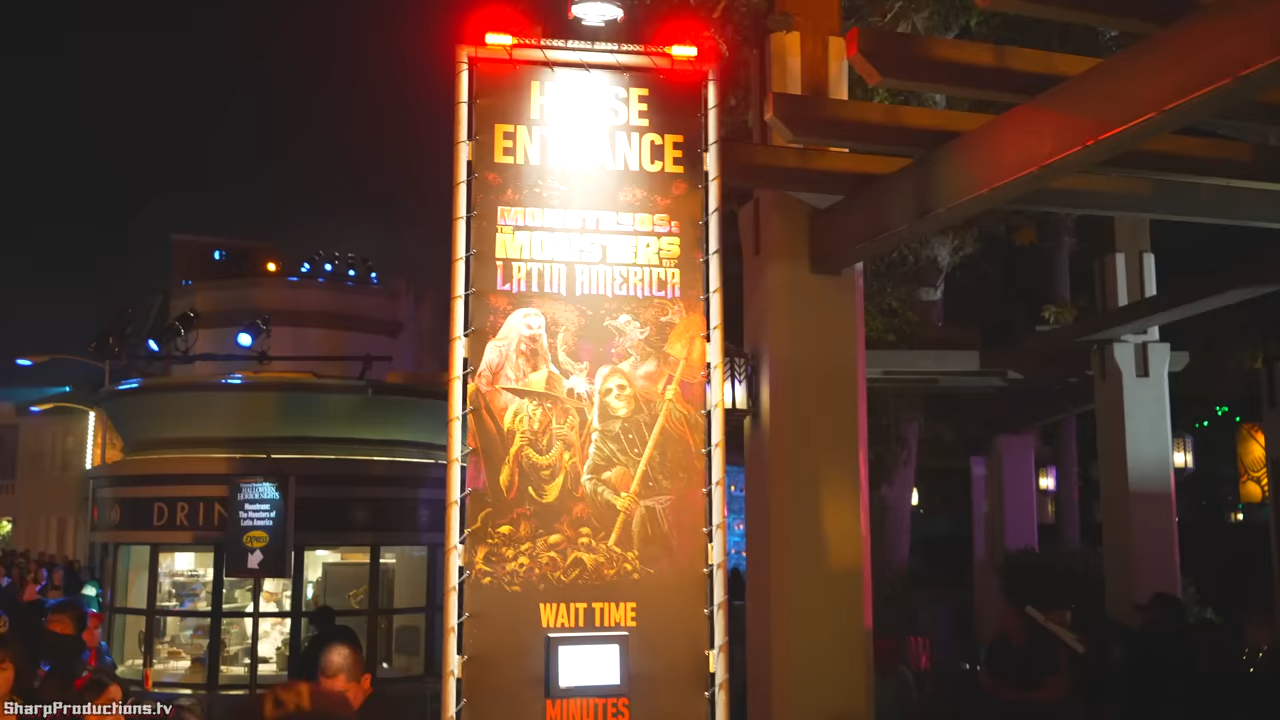 HOUSE
ENTRANCE
MONSTRUOS:
THE
MONSTERS
OF
LATIN AMERICA
WAIT TIME
MINUTES
DRIN
HALLOWEEN
HORROR NIGHTS
Monstruos:
The Monsters of
Latin America
EXPRESS
SharpProductions.tv